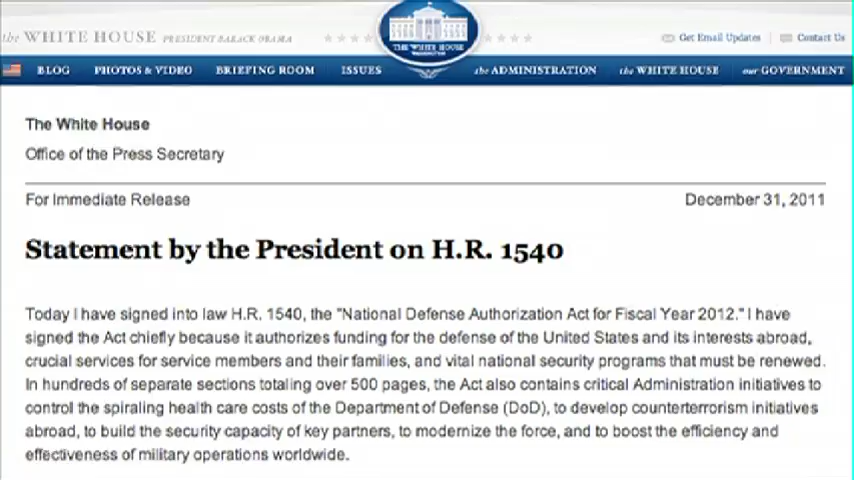 the WHITE HOUSE PRESIDENT BARACK OBAMA
THE WHITE HOUSE
WASHINGTON
Get Email Updates
Contact Us
BLOG PHOTOS & VIDEO BRIEFING ROOM ISSUES the ADMINISTRATION the WHITE HOUSE our GOVERNMENT
The White House
Office of the Press Secretary
For Immediate Release December 31, 2011
Statement by the President on H.R. 1540
Today I have signed into law H.R. 1540, the "National Defense Authorization Act for Fiscal Year 2012." I have
signed the Act chiefly because it authorizes funding for the defense of the United States and its interests abroad,
crucial services for service members and their families, and vital national security programs that must be renewed.
In hundreds of separate sections totaling over 500 pages, the Act also contains critical Administration initiatives to
control the spiraling health care costs of the Department of Defense (DoD), to develop counterterrorism initiatives
abroad, to build the security capacity of key partners, to modernize the force, and to boost the efficiency and
effectiveness of military operations worldwide.